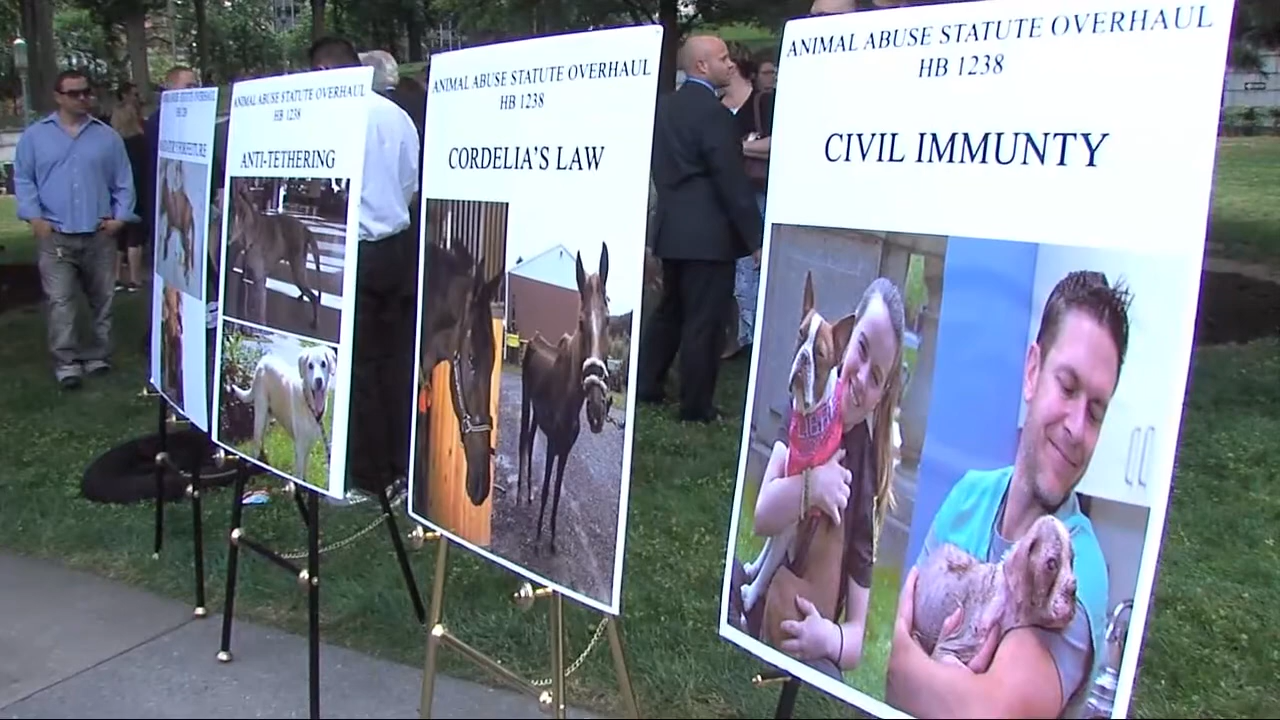 FORFEITURE
ANIMAL ABUSE STATUTE OVERHAUL
HB 1238
ANTI-TETHERING
ANIMAL ABUSE STATUTE OVERHAUL
HB 1238
CORDELIA'S LAW
ANIMAL ABUSE STATUTE OVERHAUL
HB 1238
CIVIL IMMUNTY